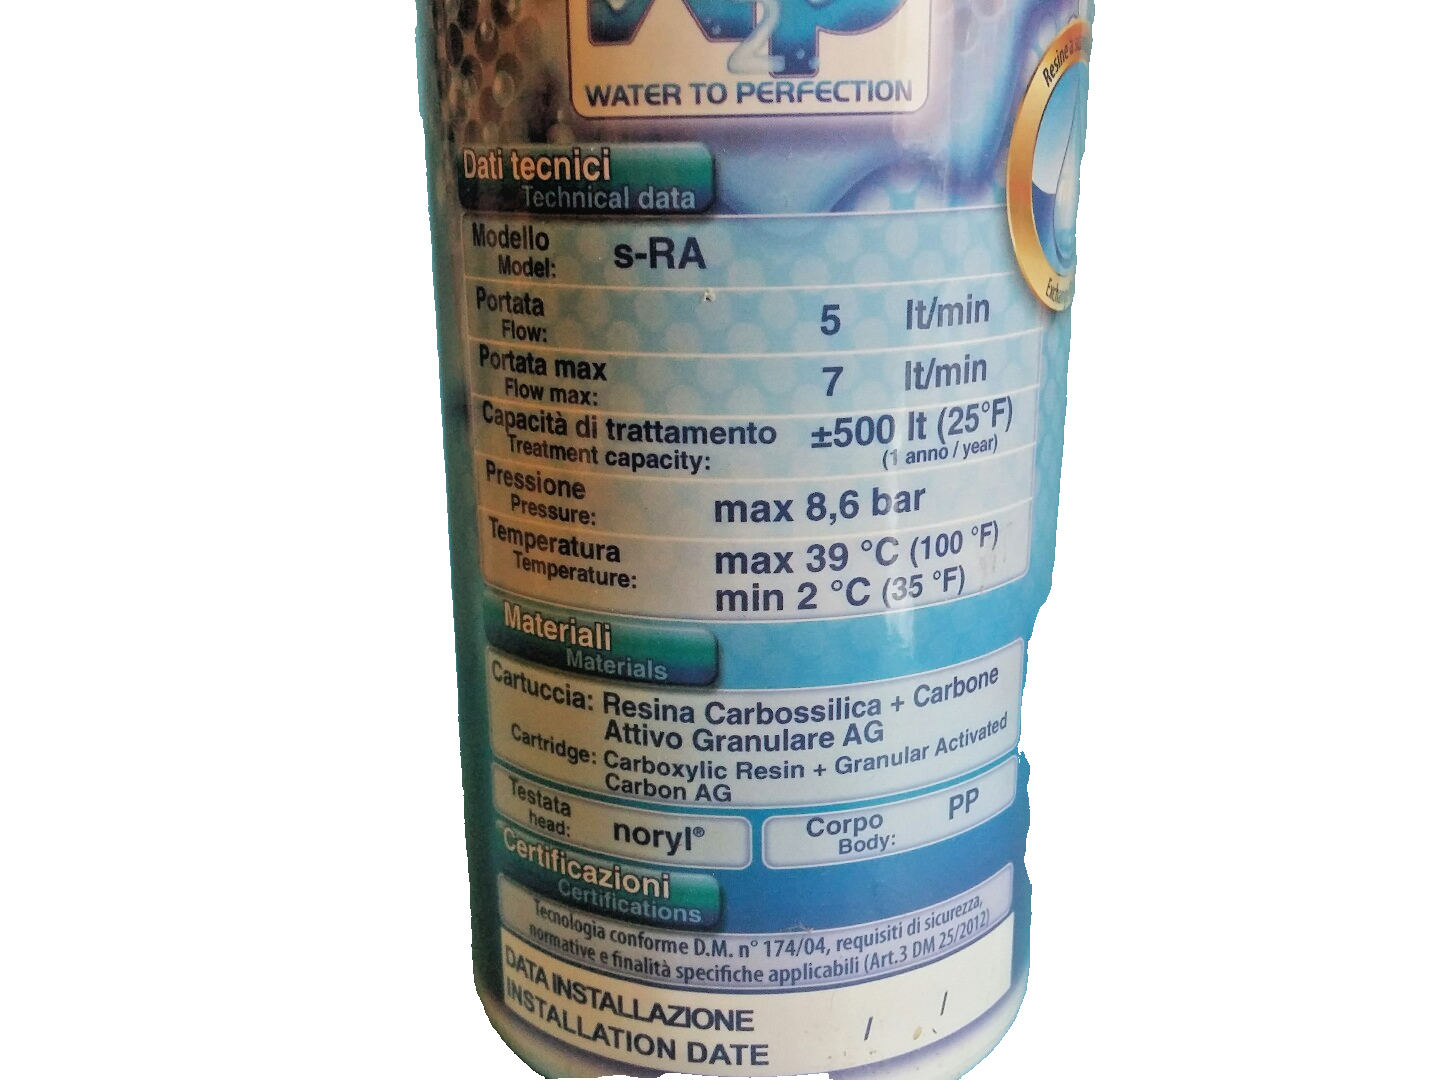 W2p
WATER TO PERFECTION
Resine a
Dati tecnici
Technical data
Modello
Model:
s-RA
Portata
Flow:
5 lt/min
Portata max
Flow max:
7 lt/min
Capacità di trattamento
Treatment capacity:
±500 lt (25°F)
(1 anno / year)
Pressione
Pressure:
max 8,6 bar
Temperatura
Temperature:
max 39 °C (100 °F)
min 2 °C (35 °F)
Materiali
Materials
Cartuccia: Resina Carbossilica + Carbone
Attivo Granulare AG
Cartridge: Carboxylic Resin + Granular Activated
Carbon AG
Testata
head:
noryl®
Corpo
Body:
PP
Certificazioni
Certifications
Tecnologia conforme D.M. n° 174/04, requisiti di sicurezza,
normative e finalità specifiche applicabili (Art.3 DM 25/2012)
DATA INSTALLAZIONE
INSTALLATION DATE / /